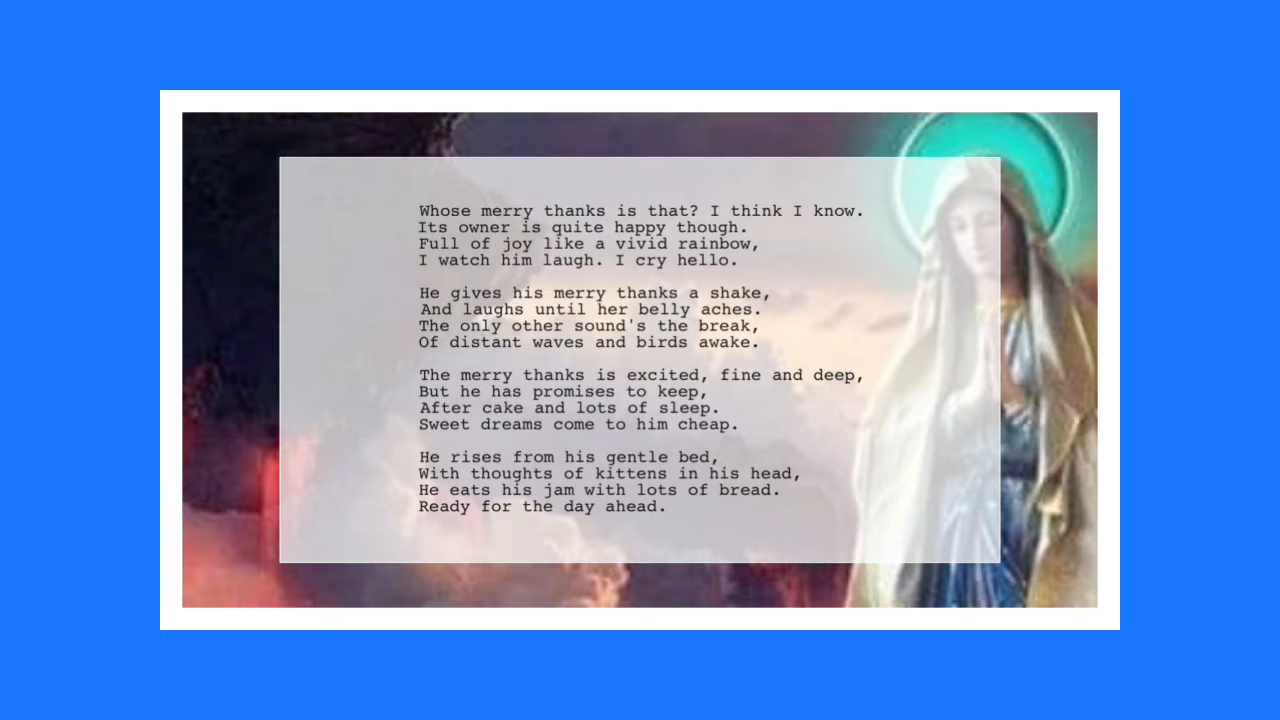 Whose merry thanks is that? I think I know.
Its owner is quite happy though.
Full of joy like a vivid rainbow,
I watch him laugh. I cry hello.
He gives his merry thanks a shake,
And laughs until her belly aches.
The only other sound's the break,
Of distant waves and birds awake.
The merry thanks is excited, fine and deep,
But he has promises to keep,
After cake and lots of sleep.
Sweet dreams come to him cheap.
He rises from his gentle bed,
With thoughts of kittens in his head,
He eats his jam with lots of bread.
Ready for the day ahead.